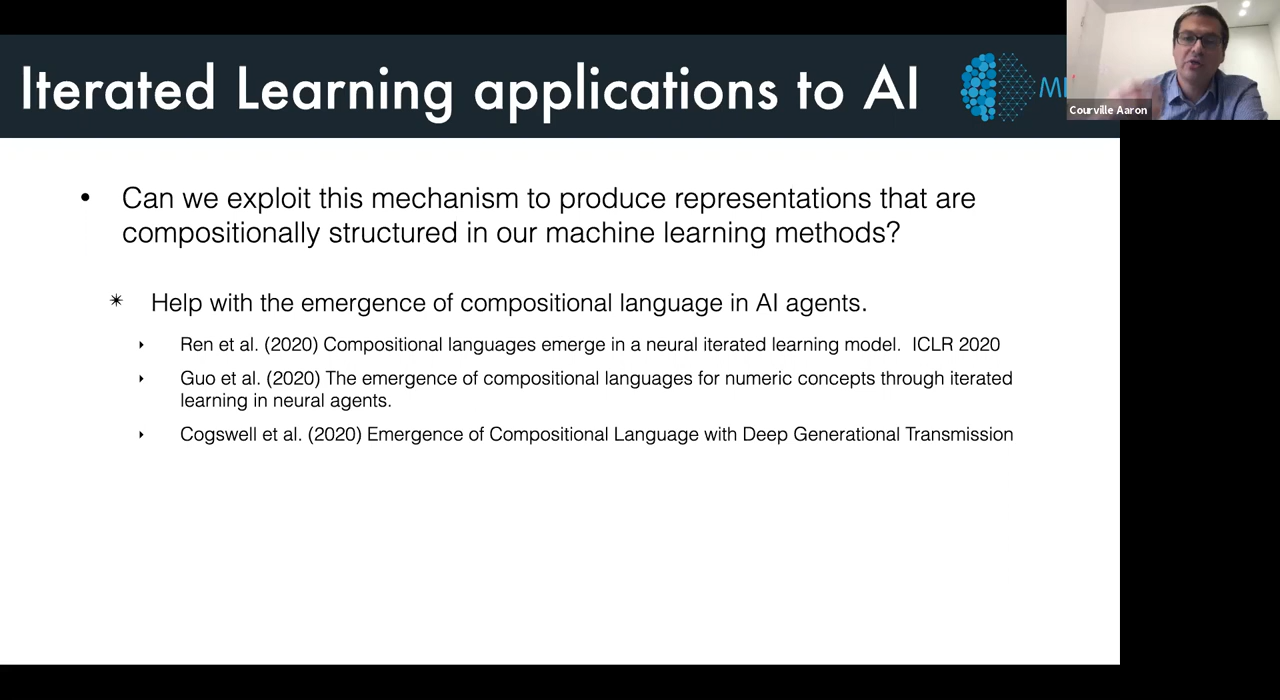 Iterated Learning applications to AI
Courville Aaron
• Can we exploit this mechanism to produce representations that are
compositionally structured in our machine learning methods?
✴ Help with the emergence of compositional language in AI agents.
‣ Ren et al. (2020) Compositional languages emerge in a neural iterated learning model. ICLR 2020
‣ Guo et al. (2020) The emergence of compositional languages for numeric concepts through iterated
learning in neural agents.
‣ Cogswell et al. (2020) Emergence of Compositional Language with Deep Generational Transmission